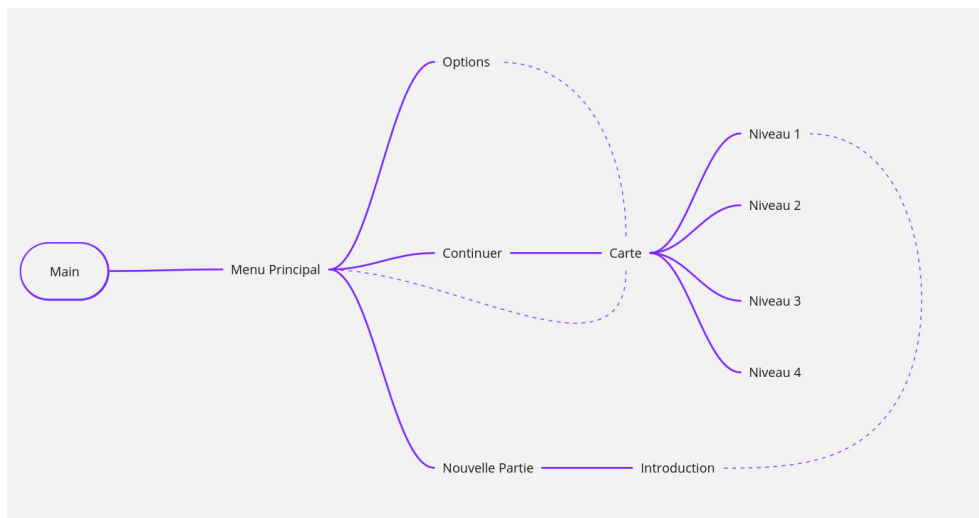 Main
Menu Principal
Options
Continuer
Carte
Niveau 1
Niveau 2
Niveau 3
Niveau 4
Nouvelle Partie
Introduction